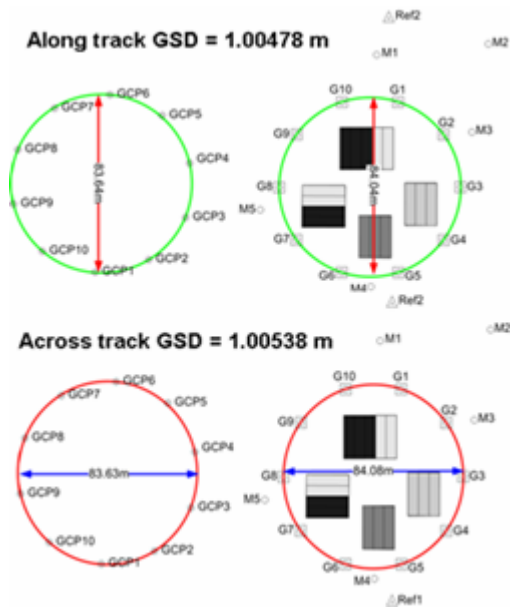 Ref2
Along track GSD = 1.00478 m
M1
M2
GCP6
GCP7
GCP5
GCP8
GCP4
GCP9
GCP3
GCP10
GCP2
GCP1
83.64m
G10
G1
G9
G2
M3
G8
G3
M5
G7
G4
G6
G5
84.04m
M4
Ref2
Across track GSD = 1.00538 m
M1
M2
GCP6
GCP7
GCP5
GCP8
GCP4
83.63m
GCP9
GCP3
GCP10
GCP2
GCP1
G10
G1
G9
G2
M3
G8
84.08m
G3
M5
G7
G4
G6
G5
M4
Ref1